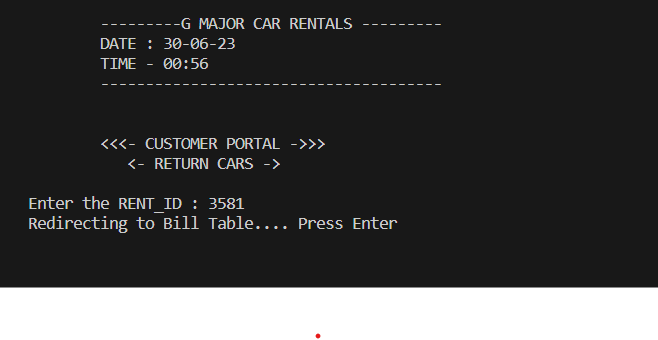 ---------G MAJOR CAR RENTALS ---------
DATE : 30-06-23
TIME - 00:56
--------------------------------------
<<<- CUSTOMER PORTAL ->>>
<- RETURN CARS ->
Enter the RENT_ID : 3581
Redirecting to Bill Table.... Press Enter